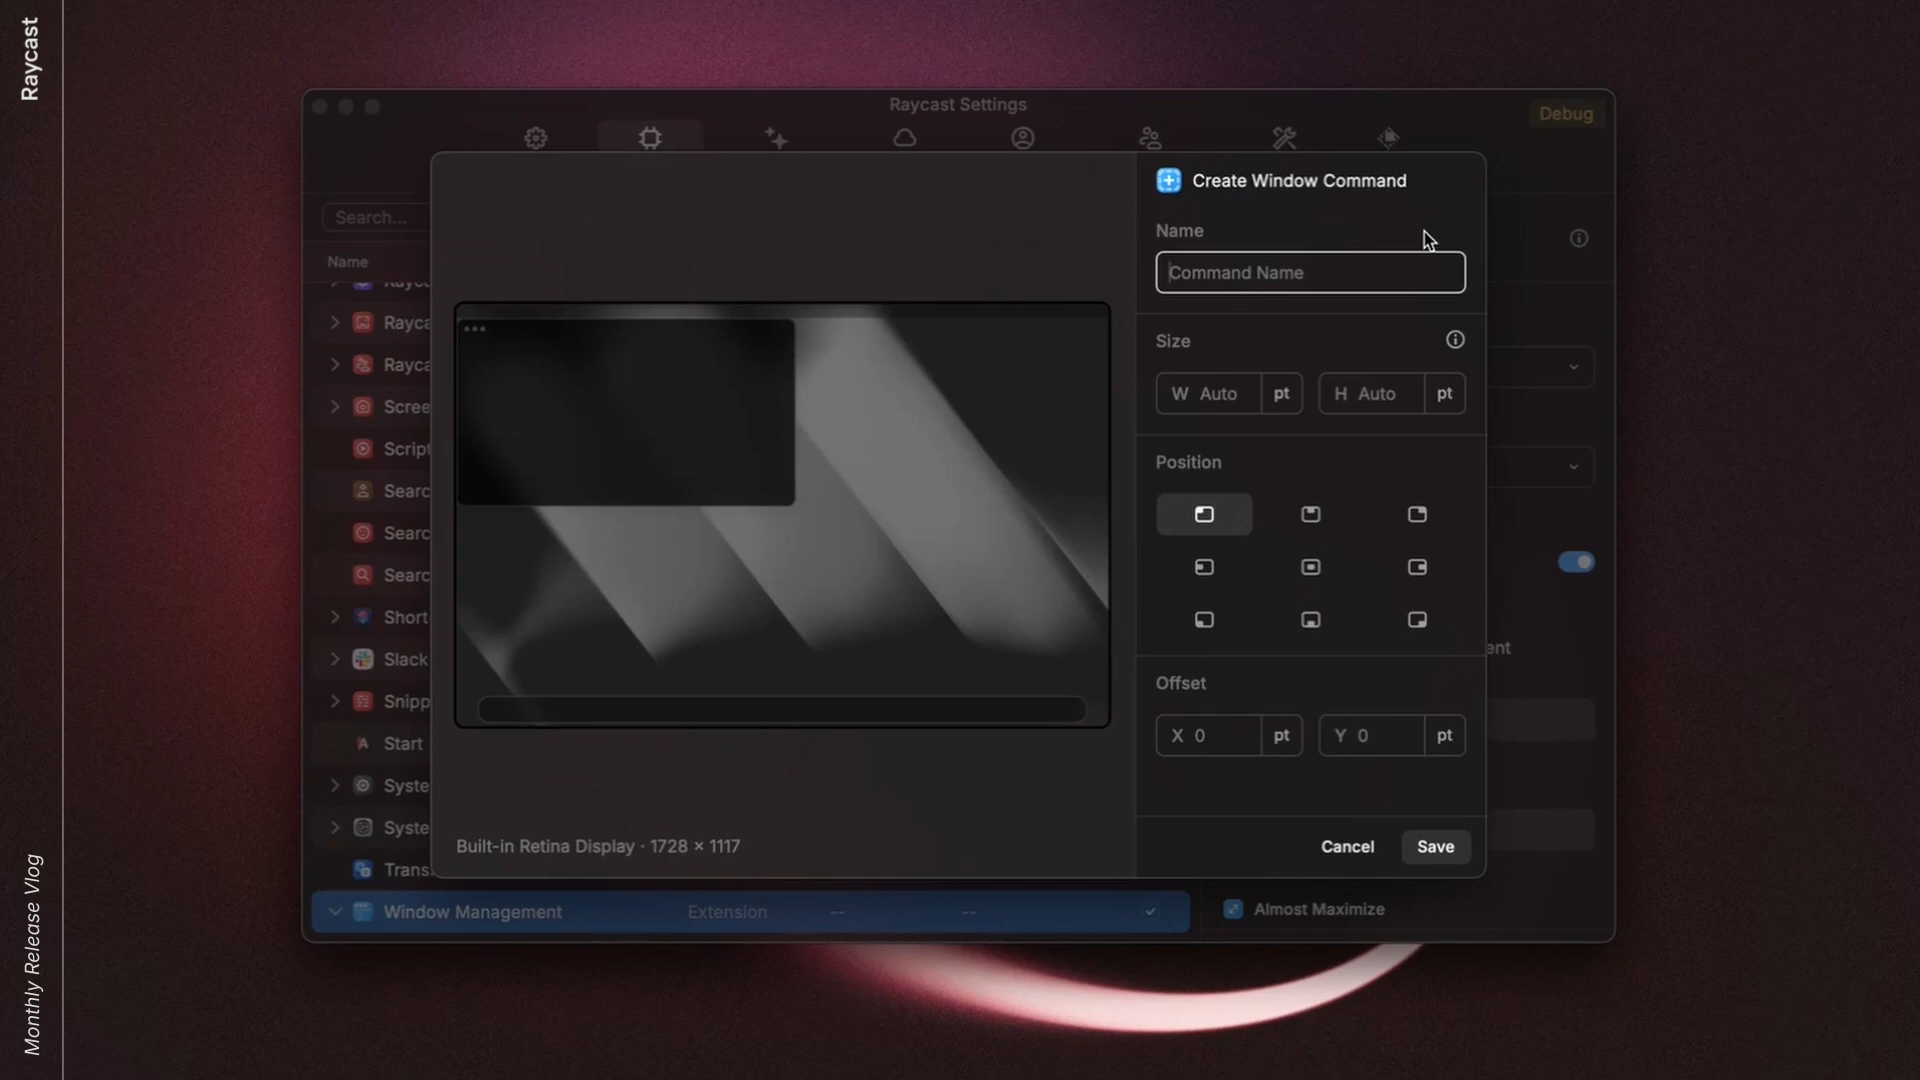 Raycast
Monthly Release Vlog
Raycast Settings
Debug
Search...
Name
Rayca
Rayca
Scree
Script
Searc
Searc
Searc
Short
Slack
Snipp
Start
Syste
Syste
Trans
Window Management Extension -- --
Almost Maximize
ent
Built-in Retina Display · 1728 × 1117
Create Window Command
Name
Command Name
Size
W Auto pt H Auto pt
Position
Offset
X 0 pt Y 0 pt
Cancel Save